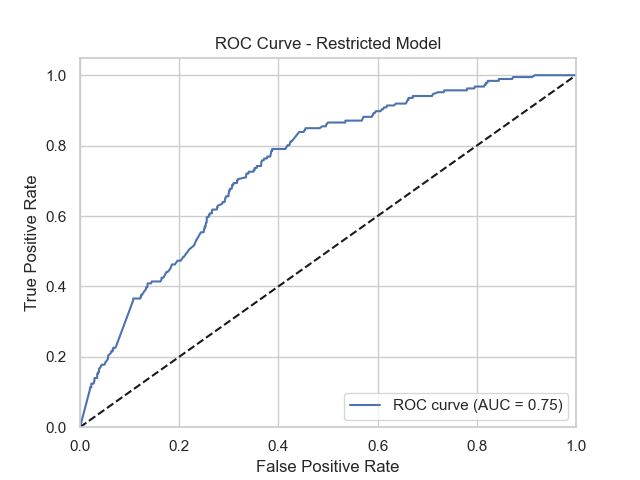 ROC Curve - Restricted Model
1.0
0.8
0.6
0.4
0.2
0.0
True Positive Rate
ROC curve (AUC = 0.75)
0.0 0.2 0.4 0.6 0.8 1.0
False Positive Rate